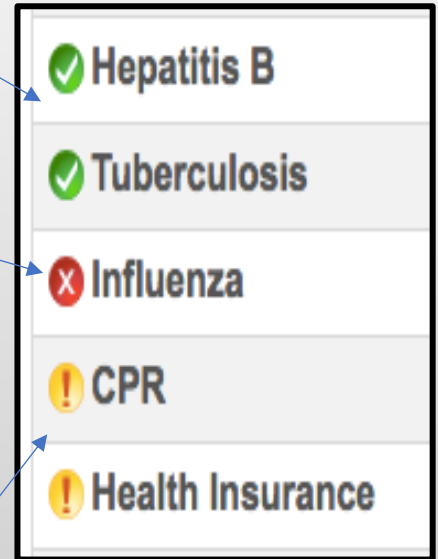 Hepatitis B
Tuberculosis
Influenza
CPR
Health Insurance